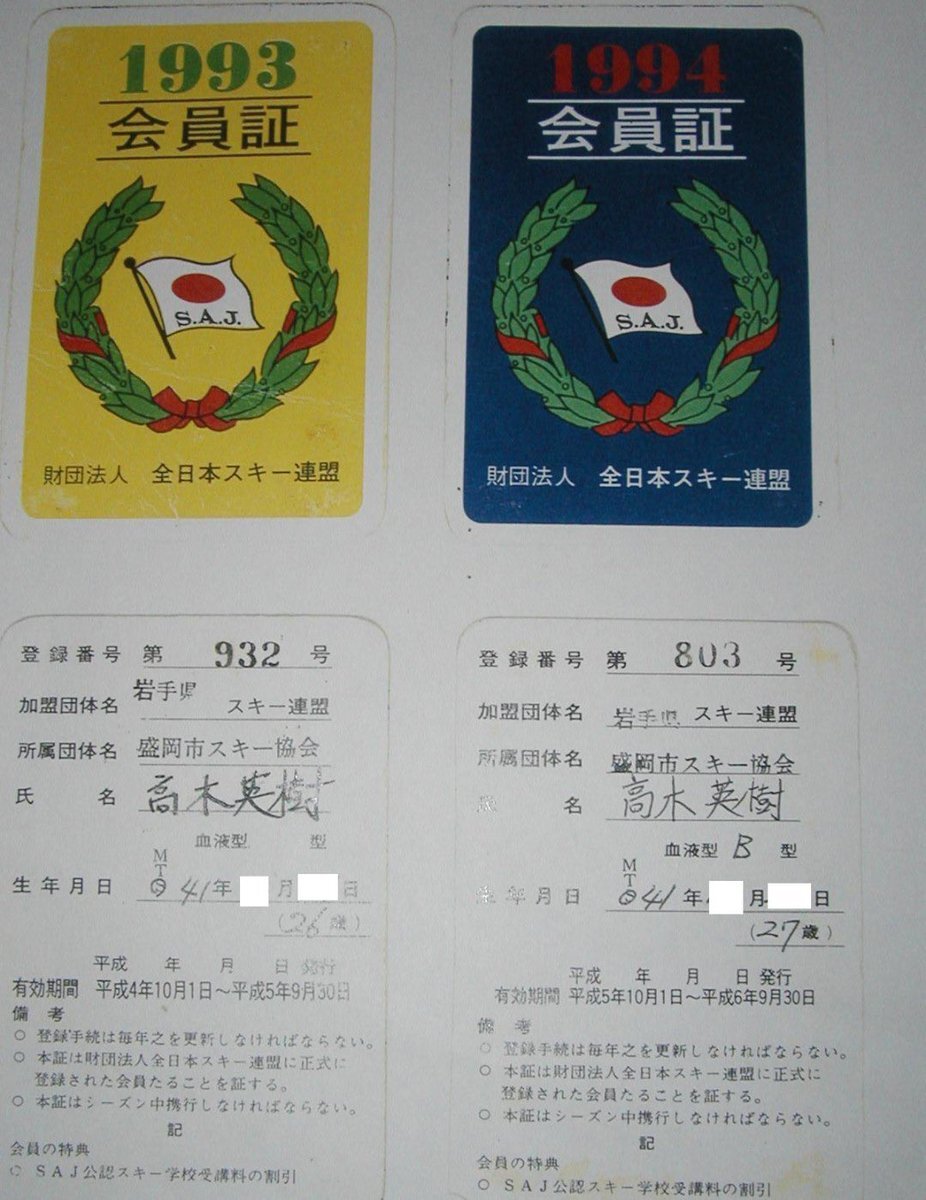 1993
会員証
S.A.J.
財団法人 全日本スキー連盟
1994
会員証
S.A.J.
財団法人 全日本スキー連盟
登録番号 第 932 号
加盟団体名 岩手県 スキー連盟
所属団体名 盛岡市スキー協会
氏 名 高木英樹
血液型 型
M
T
生年月日 S 41年 月 日
(26歳)
平成 年 月 日 発行
有効期間 平成4年10月1日～平成5年9月30日
備 考
○ 登録手続は毎年之を更新しなければならない。
○ 本証は財団法人全日本スキー連盟に正式に
登録された会員たることを証する。
○ 本証はシーズン中携行しなければならない。
記
会員の特典
○ SAJ公認スキー学校受講料の割引
登録番号 第 803 号
加盟団体名 岩手県 スキー連盟
所属団体名 盛岡市スキー協会
氏 名 高木英樹
血液型 B 型
M
T
生年月日 S 41年 月 日
(27歳)
平成 年 月 日 発行
有効期間 平成5年10月1日～平成6年9月30日
備 考
○ 登録手続は毎年之を更新しなければならない。
○ 本証は財団法人全日本スキー連盟に正式に
登録された会員たることを証する。
○ 本証はシーズン中携行しなければならない。
記
会員の特典
○ SAJ公認スキー学校受講料の割引